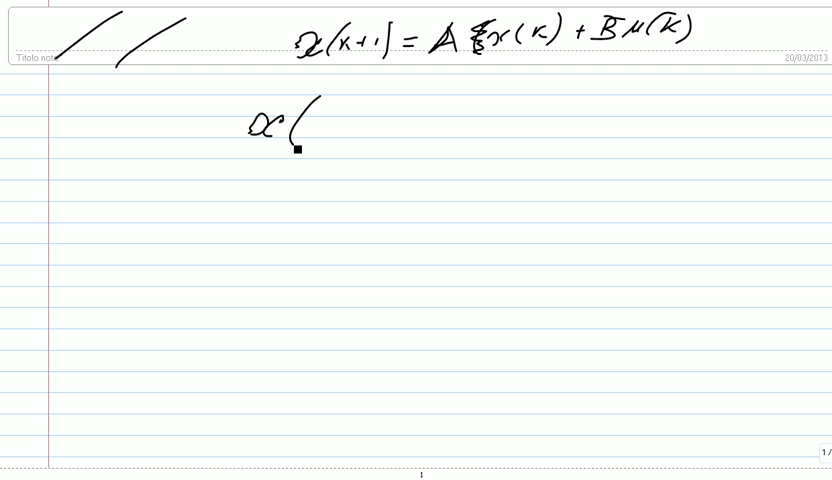 x(k+1) = A x(k) + B u(k)
Titolo nota 20/03/2013
x(
1/
1